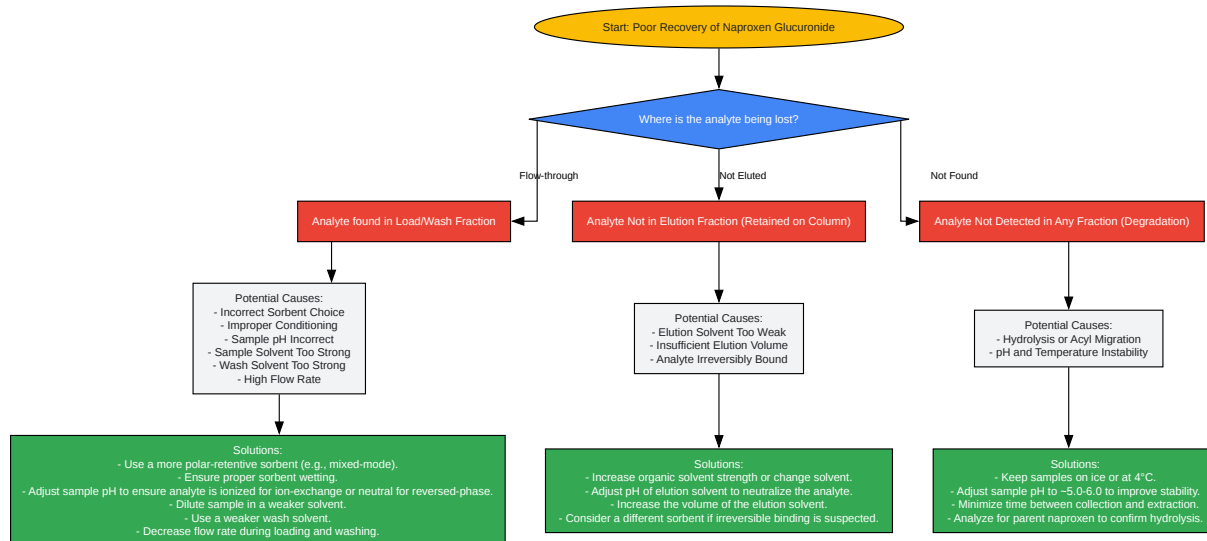 Start: Poor Recovery of Naproxen Glucuronide
Where is the analyte being lost?
Flow-through
Not Eluted
Not Found
Analyte found in Load/Wash Fraction
Analyte Not in Elution Fraction (Retained on Column)
Analyte Not Detected in Any Fraction (Degradation)
Potential Causes:
- Incorrect Sorbent Choice
- Improper Conditioning
- Sample pH Incorrect
- Sample Solvent Too Strong
- Wash Solvent Too Strong
- High Flow Rate
Potential Causes:
- Elution Solvent Too Weak
- Insufficient Elution Volume
- Analyte Irreversibly Bound
Potential Causes:
- Hydrolysis or Acyl Migration
- pH and Temperature Instability
Solutions:
- Use a more polar-retentive sorbent (e.g., mixed-mode).
- Ensure proper sorbent wetting.
- Adjust sample pH to ensure analyte is ionized for ion-exchange or neutral for reversed-phase.
- Dilute sample in a weaker solvent.
- Use a weaker wash solvent.
- Decrease flow rate during loading and washing.
Solutions:
- Increase organic solvent strength or change solvent.
- Adjust pH of elution solvent to neutralize the analyte.
- Increase the volume of the elution solvent.
- Consider a different sorbent if irreversible binding is suspected.
Solutions:
- Keep samples on ice or at 4°C.
- Adjust sample pH to ~5.0-6.0 to improve stability.
- Minimize time between collection and extraction.
- Analyze for parent naproxen to confirm hydrolysis.